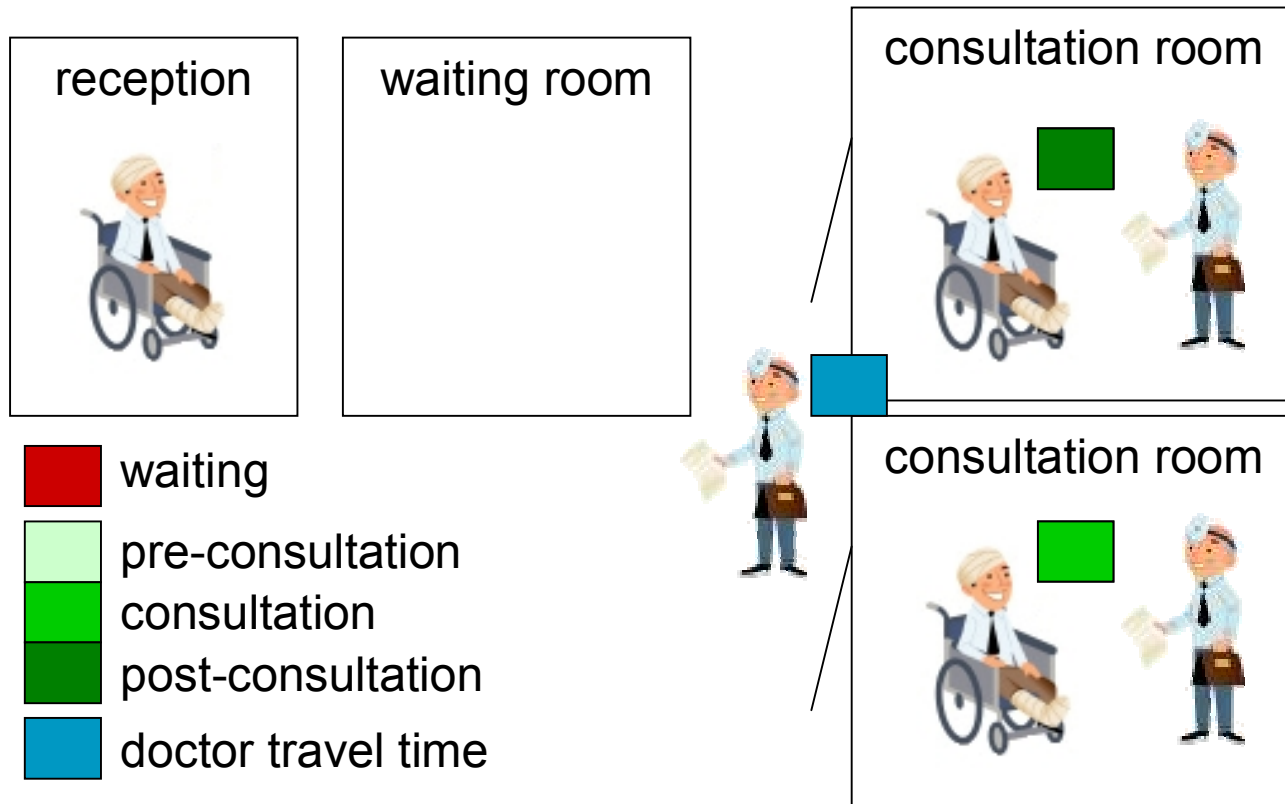 reception
waiting room
consultation room
consultation room
waiting
pre-consultation
consultation
post-consultation
doctor travel time